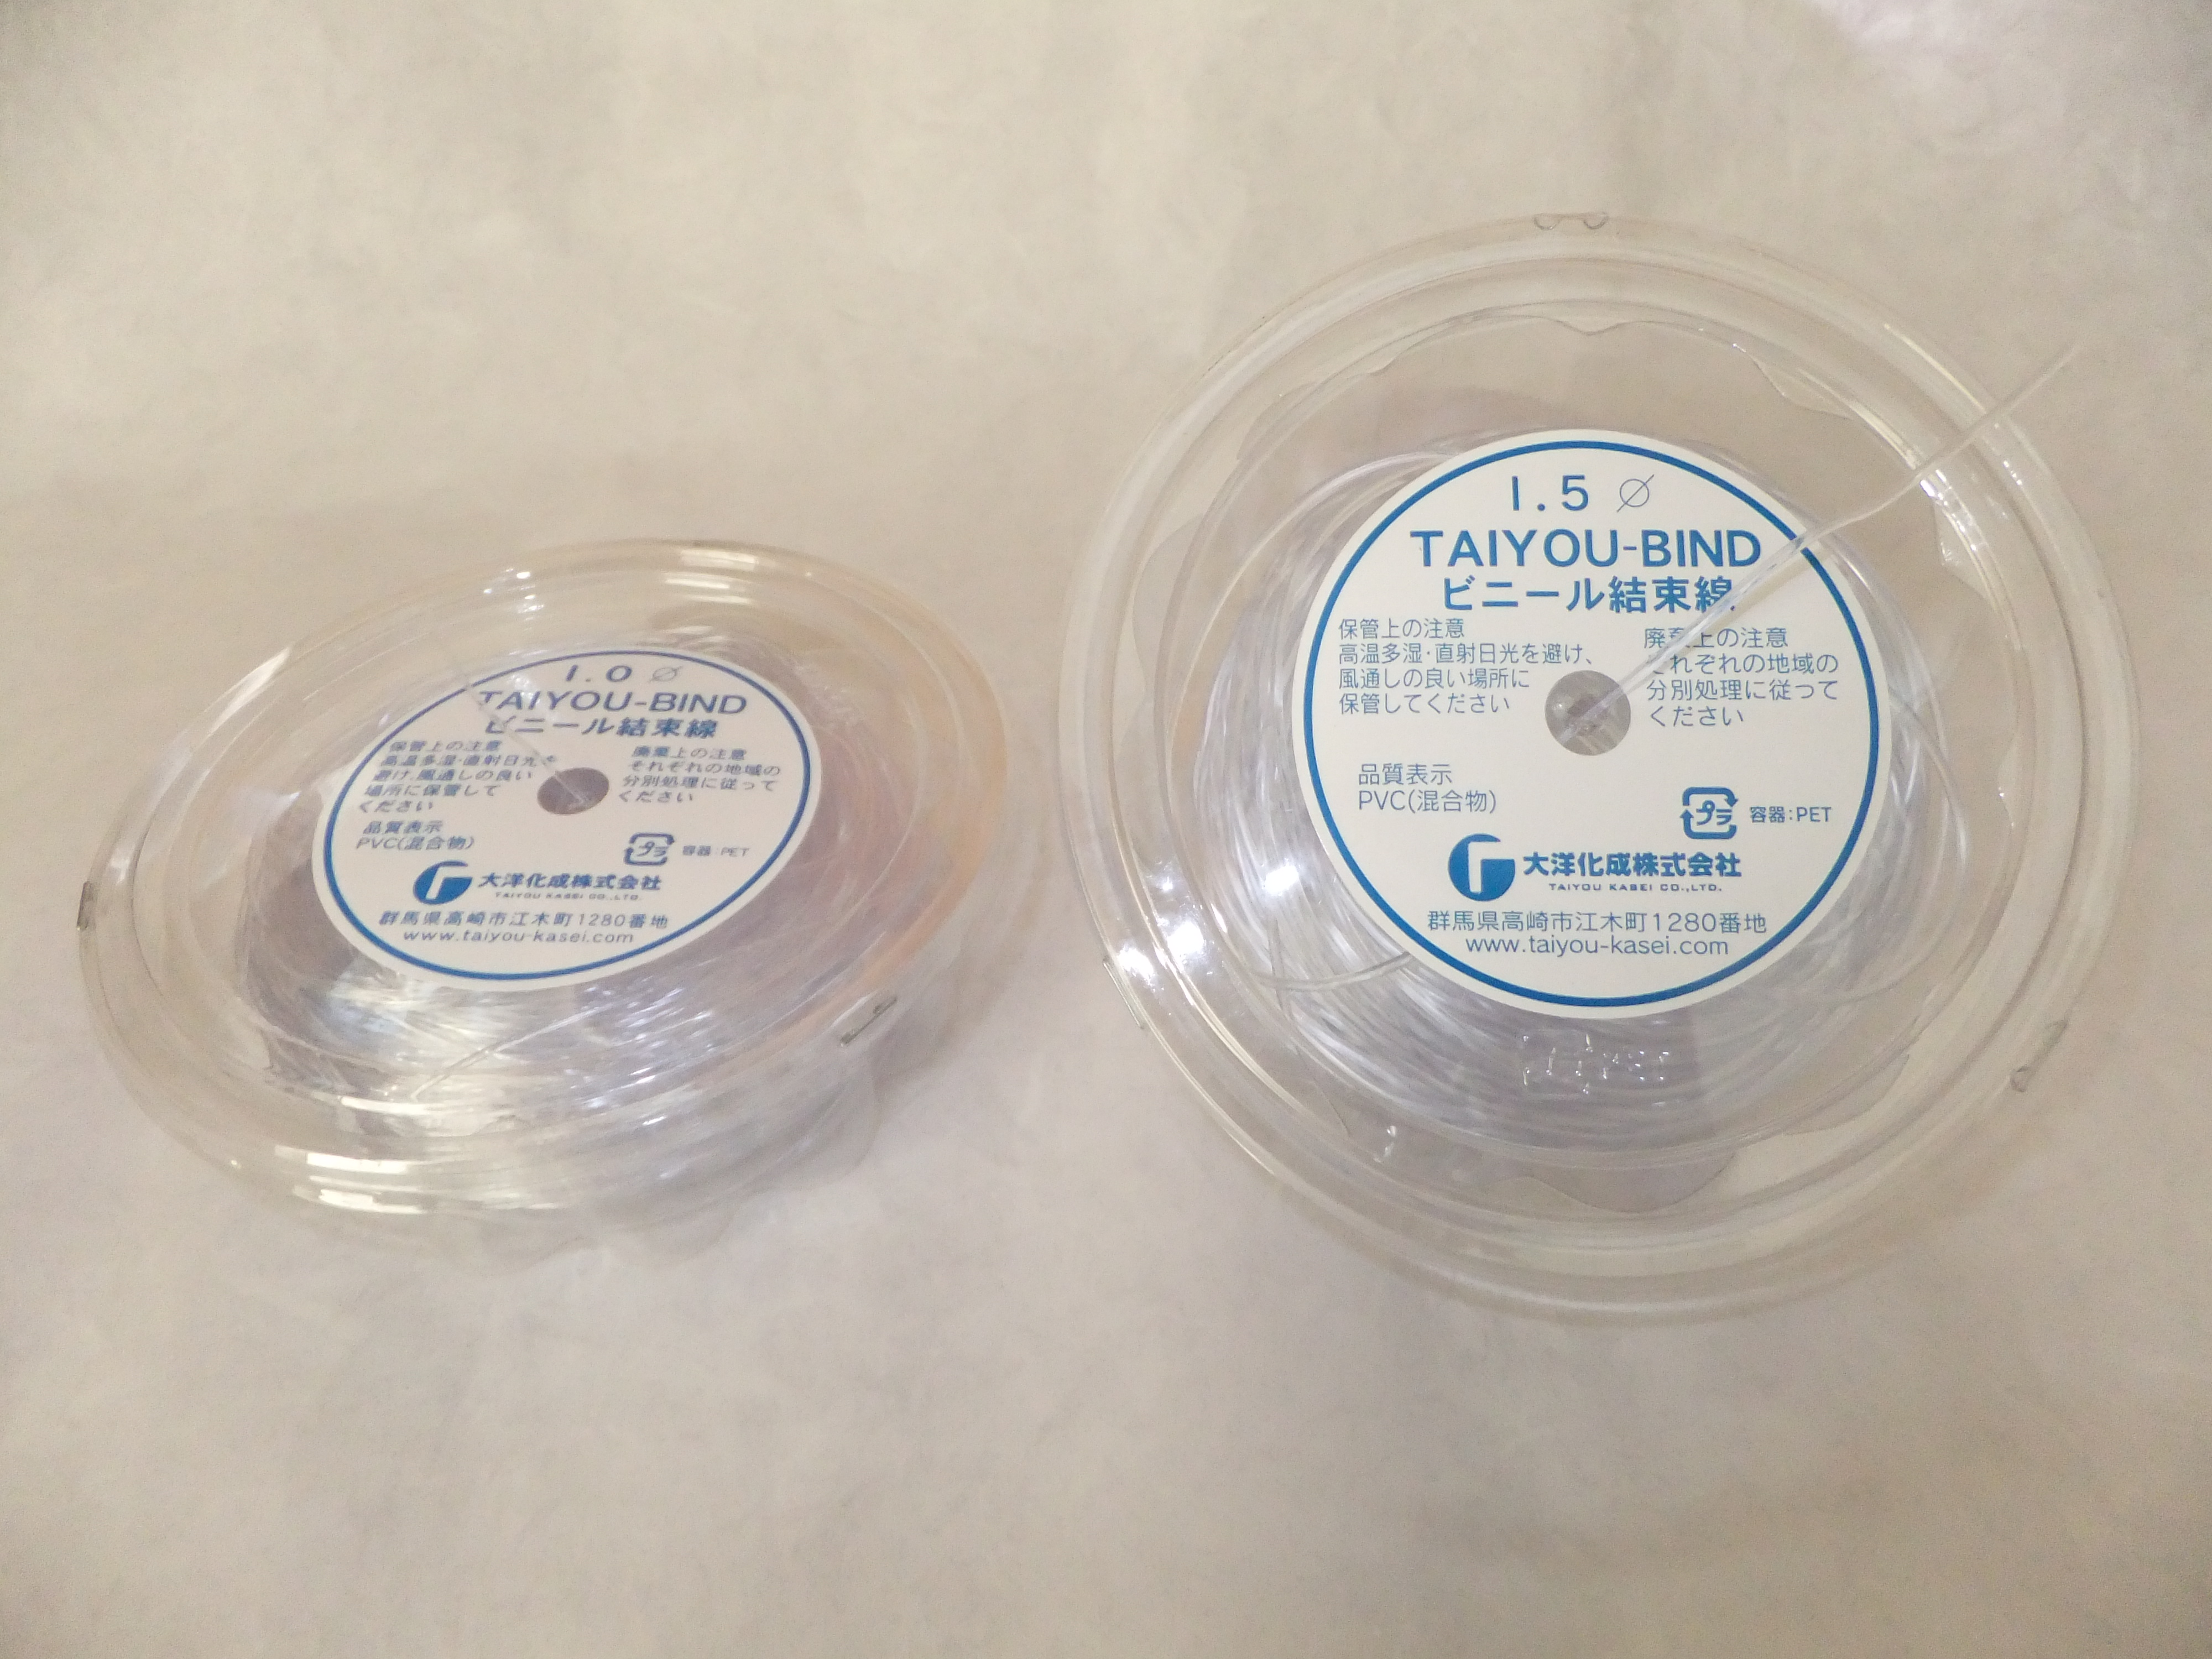 1.0 ∅
TAIYOU-BIND
ビニール結束線
保管上の注意
高温多湿・直射日光を
避け、風通しの良い
場所に保管して
ください
廃棄上の注意
それぞれの地域の
分別処理に従って
ください
品質表示
PVC(混合物)
プラ
容器:PET
大洋化成株式会社
TAIYOU KASEI CO.,LTD.
群馬県高崎市江木町1280番地
www.taiyou-kasei.com
1.5 ∅
TAIYOU-BIND
ビニール結束線
保管上の注意
高温多湿・直射日光を避け、
風通しの良い場所に
保管してください
廃棄上の注意
それぞれの地域の
分別処理に従って
ください
品質表示
PVC(混合物)
プラ
容器:PET
大洋化成株式会社
TAIYOU KASEI CO.,LTD.
群馬県高崎市江木町1280番地
www.taiyou-kasei.com